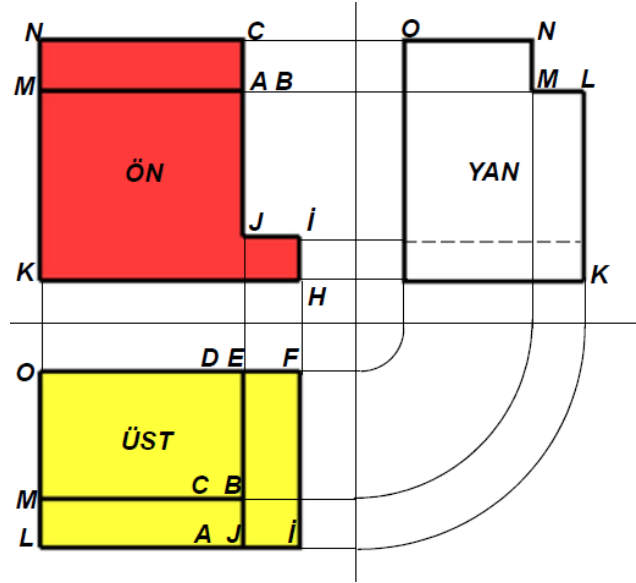 N C O N
M A B M L
ÖN YAN
J İ
K K
H
O D E F
ÜST
M C B
L A J İ